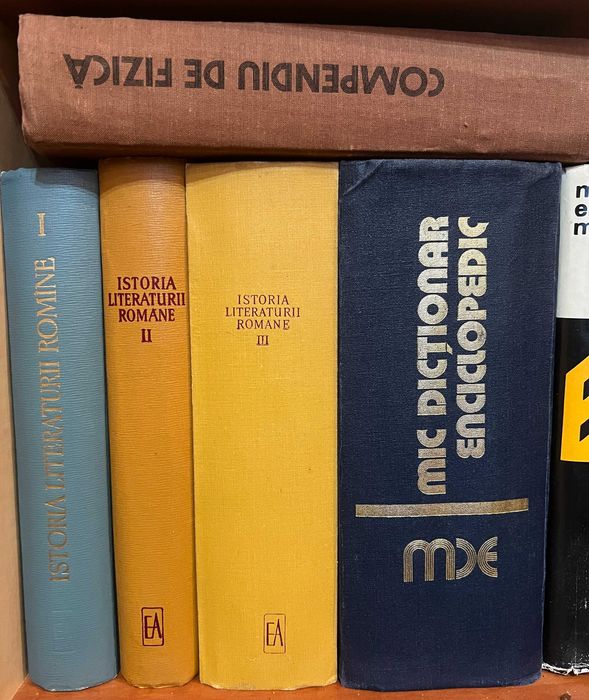 COMPENDIU DE FIZICĂ
ISTORIA LITERATURII ROMINE I
ISTORIA
LITERATURII
ROMANE
II
EA
ISTORIA
LITERATURII
ROMANE
III
EA
MIC DICȚIONAR
ENCICLOPEDIC
MDE